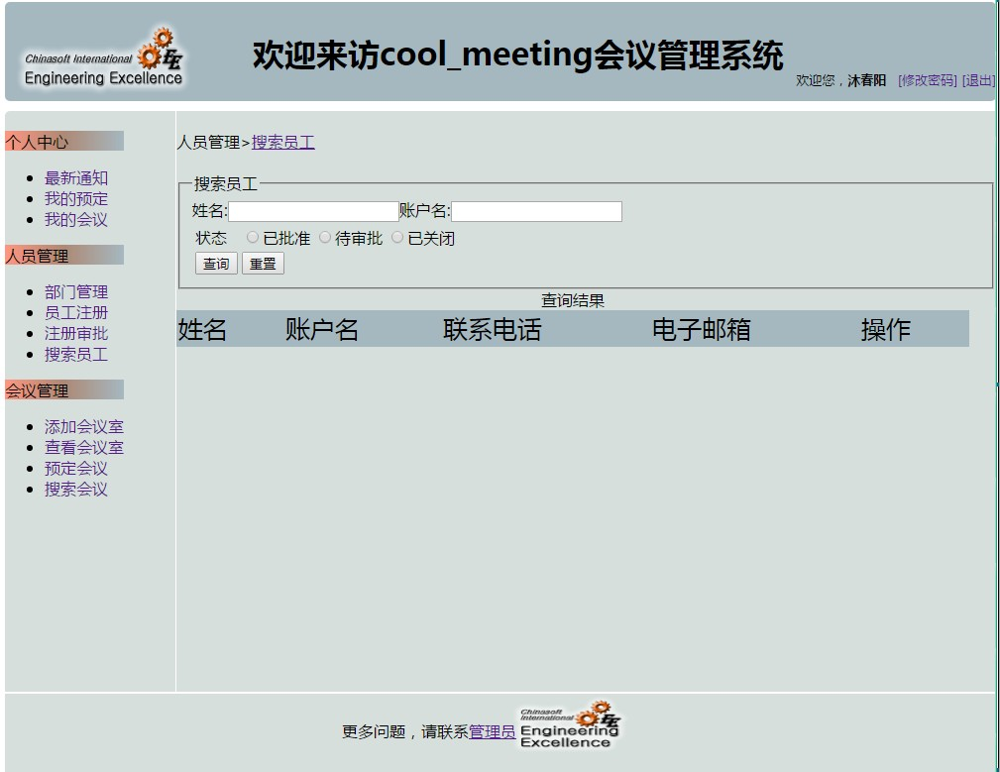 Chinasoft International
Engineering Excellence
欢迎来访cool_meeting会议管理系统
欢迎您，沐春阳 [修改密码] [退出]
个人中心
最新通知
我的预定
我的会议
人员管理
部门管理
员工注册
注册审批
搜索员工
会议管理
添加会议室
查看会议室
预定会议
搜索会议
人员管理>搜索员工
搜索员工
姓名: 账户名:
状态 已批准 待审批 已关闭
查询 重置
查询结果
姓名 账户名 联系电话 电子邮箱 操作
更多问题，请联系管理员
Chinasoft
International
Engineering
Excellence